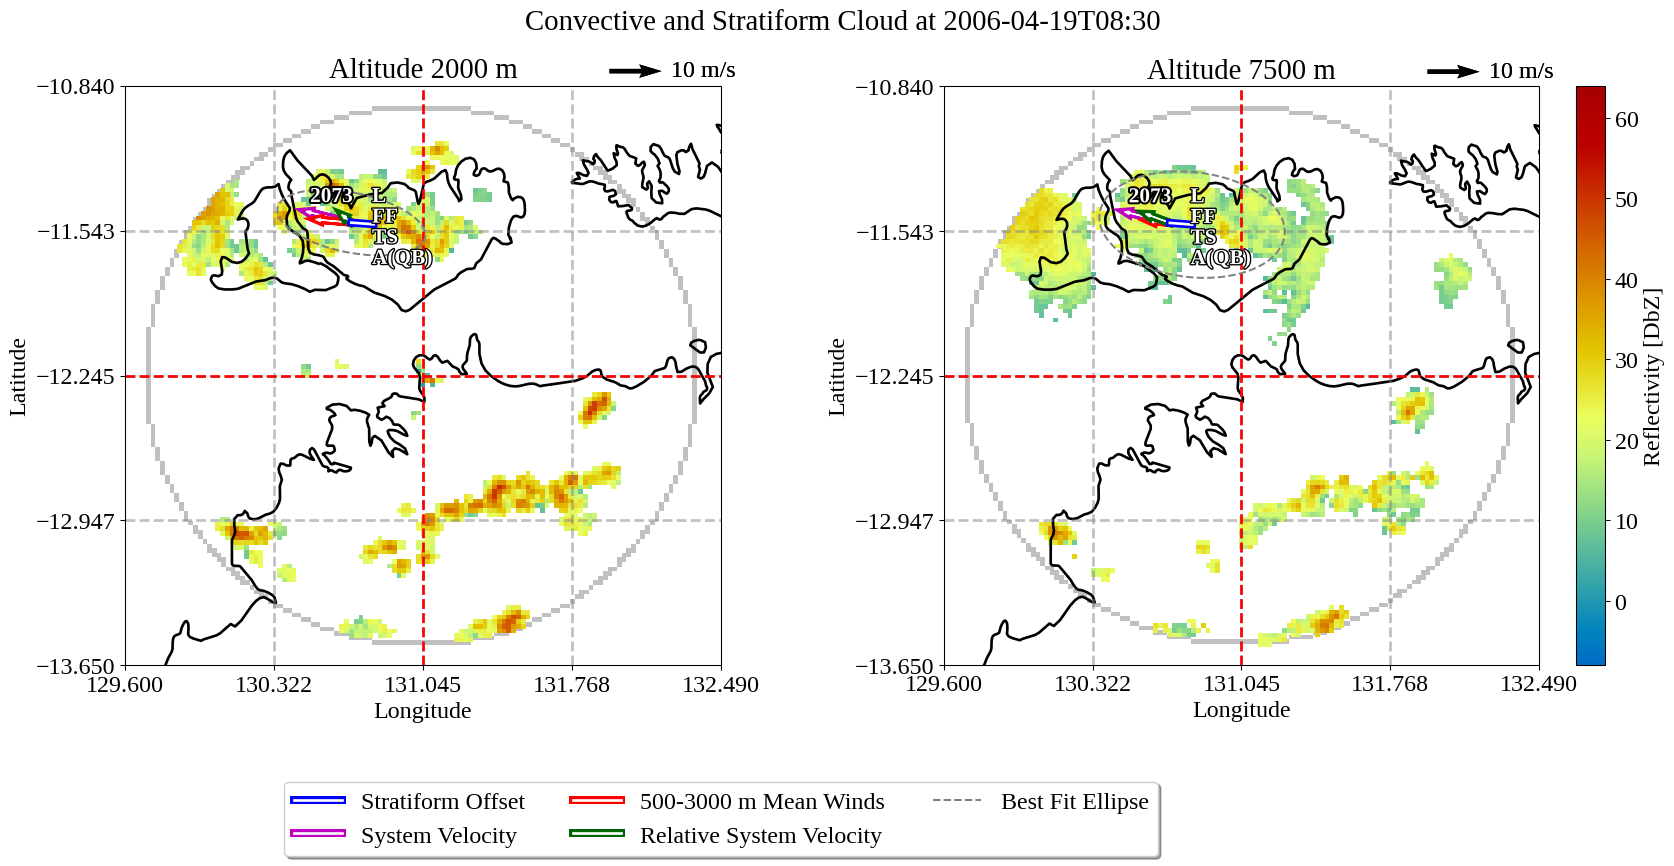 Convective and Stratiform Cloud at 2006-04-19T08:30
Altitude 2000 m
10 m/s
−10.840
−11.543
−12.245
−12.947
−13.650
Latitude
2073
L
FF
TS
A(QB)
129.600
130.322
131.045
131.768
132.490
Longitude
Altitude 7500 m
10 m/s
−10.840
−11.543
−12.245
−12.947
−13.650
Latitude
2073
L
FF
TS
A(QB)
129.600
130.322
131.045
131.768
132.490
Longitude
60
50
40
30
20
10
0
Reflectivity [DbZ]
Stratiform Offset
System Velocity
500-3000 m Mean Winds
Relative System Velocity
Best Fit Ellipse